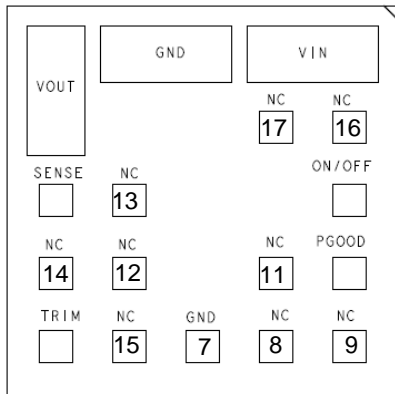 GND VIN
VOUT
NC NC
17 16
SENSE NC ON/OFF
13
NC NC NC PGOOD
14 12 11
TRIM NC GND NC NC
15 7 8 9